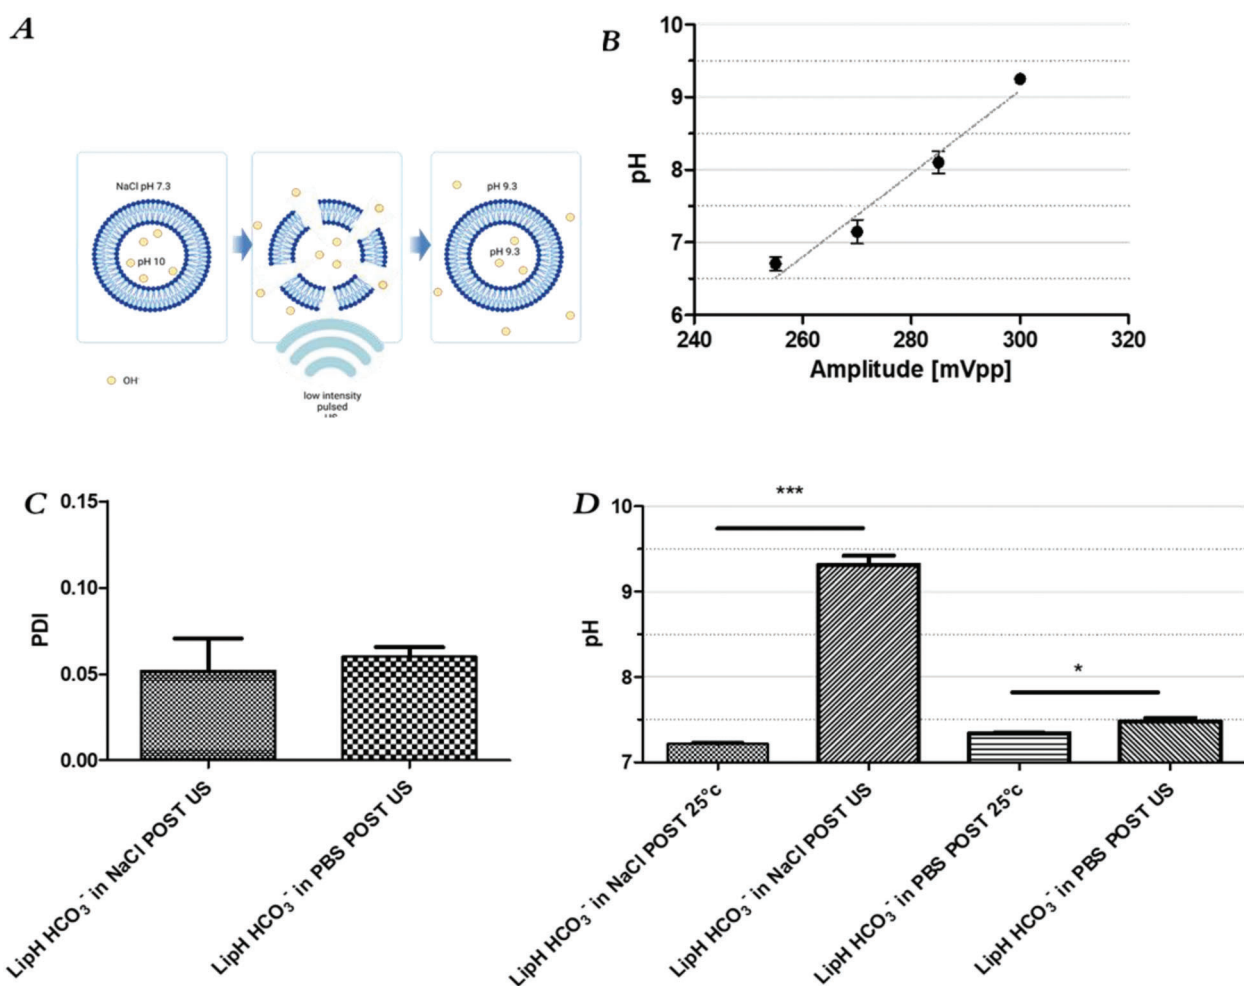 A
NaCl pH 7.3
pH 10
pH 9.3
pH 9.3
OH
low intensity
pulsed
US
B
10
9
8
7
6
pH
240
260
280
300
320
Amplitude [mVpp]
C
0.15
0.10
0.05
0.00
PDI
LipH HCO₃⁻ in NaCl POST US
LipH HCO₃⁻ in PBS POST US
D
***
*
10
9
8
7
pH
LipH HCO₃⁻ in NaCl POST 25°c
LipH HCO₃⁻ in NaCl POST US
LipH HCO₃⁻ in PBS POST 25°c
LipH HCO₃⁻ in PBS POST US